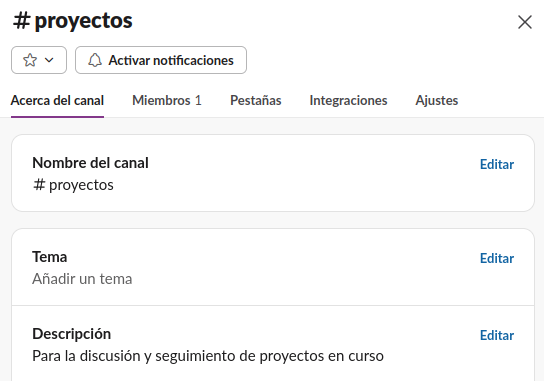 # proyectos
Activar notificaciones
Acerca del canal Miembros 1 Pestañas Integraciones Ajustes
Nombre del canal Editar
# proyectos
Tema Editar
Añadir un tema
Descripción Editar
Para la discusión y seguimiento de proyectos en curso